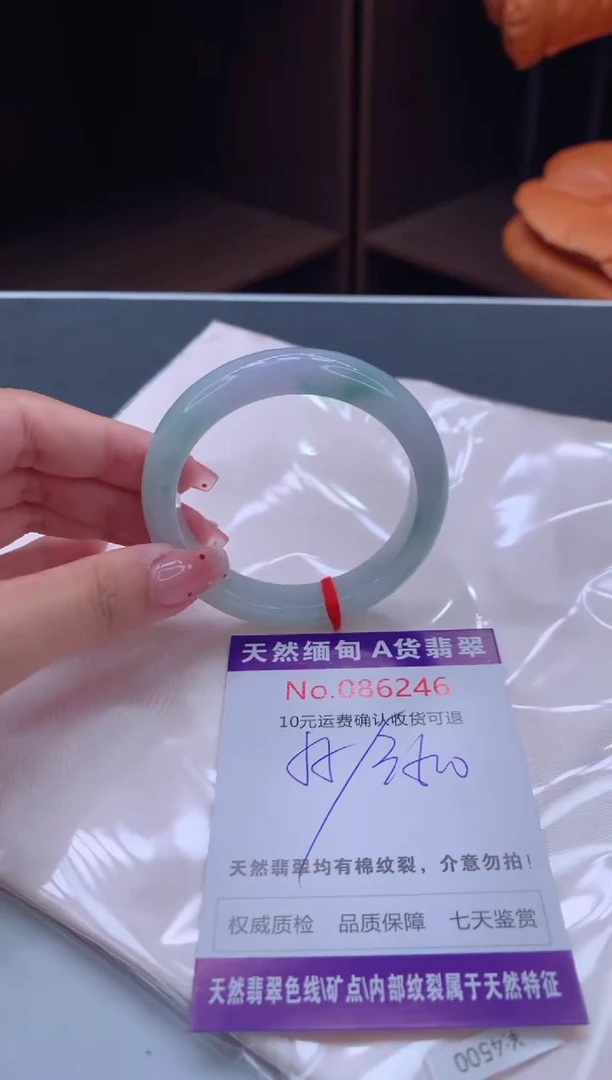 天然缅甸 A货翡翠
No.086246
10元运费确认收货可退
天然翡翠均有棉纹裂，介意勿拍！
权威质检 品质保障 七天鉴赏
天然翡翠色线\矿点\内部纹裂属于天然特征
¥:4500